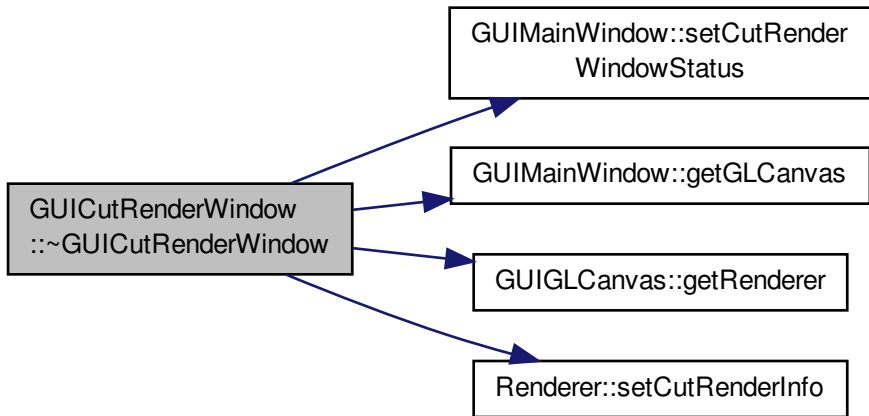 GUIMainWindow::setCutRender
WindowStatus
GUIMainWindow::getGLCanvas
GUICutRenderWindow
::~GUICutRenderWindow
GUIGLCanvas::getRenderer
Renderer::setCutRenderInfo